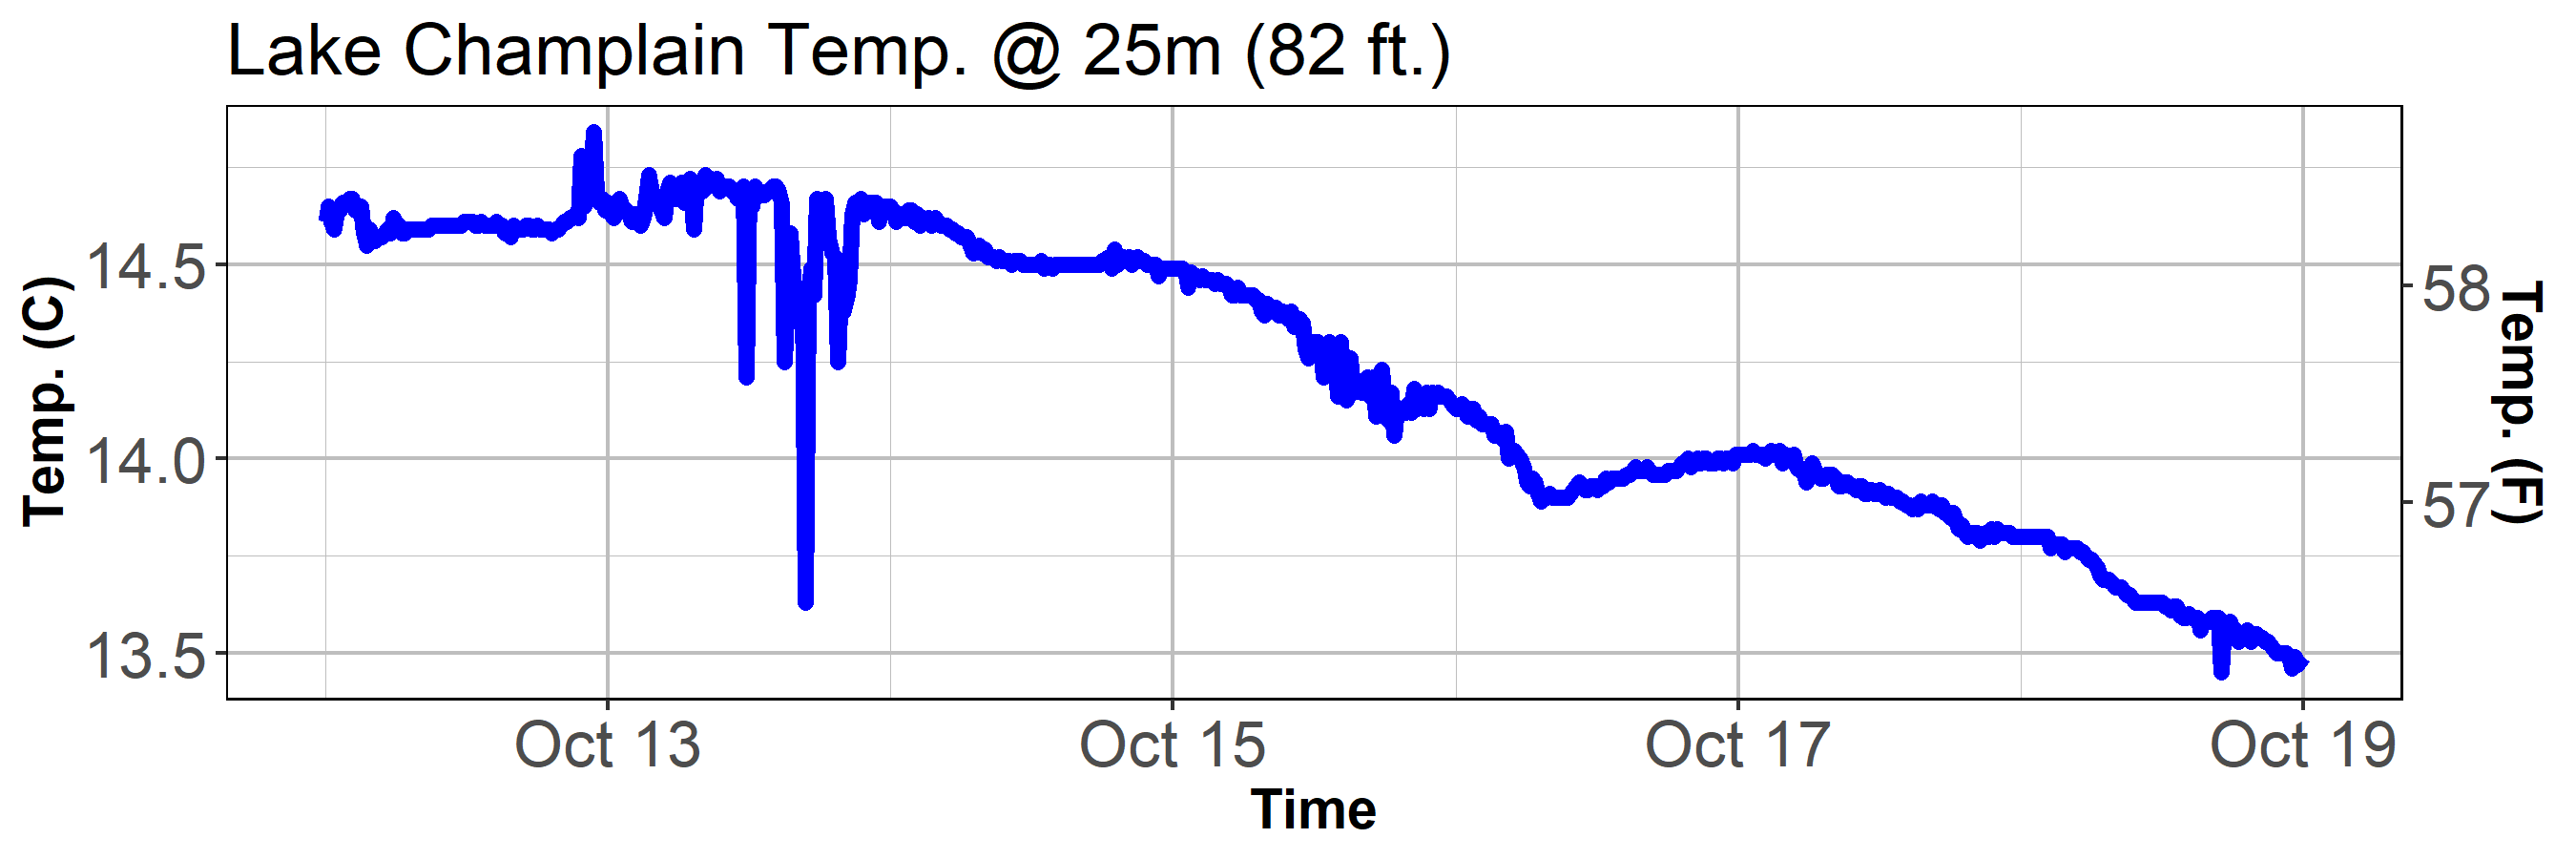 Lake Champlain Temp. @ 25m (82 ft.)
Temp. (C)
14.5
14.0
13.5
58
57
Temp. (F)
Oct 13 Oct 15 Oct 17 Oct 19
Time